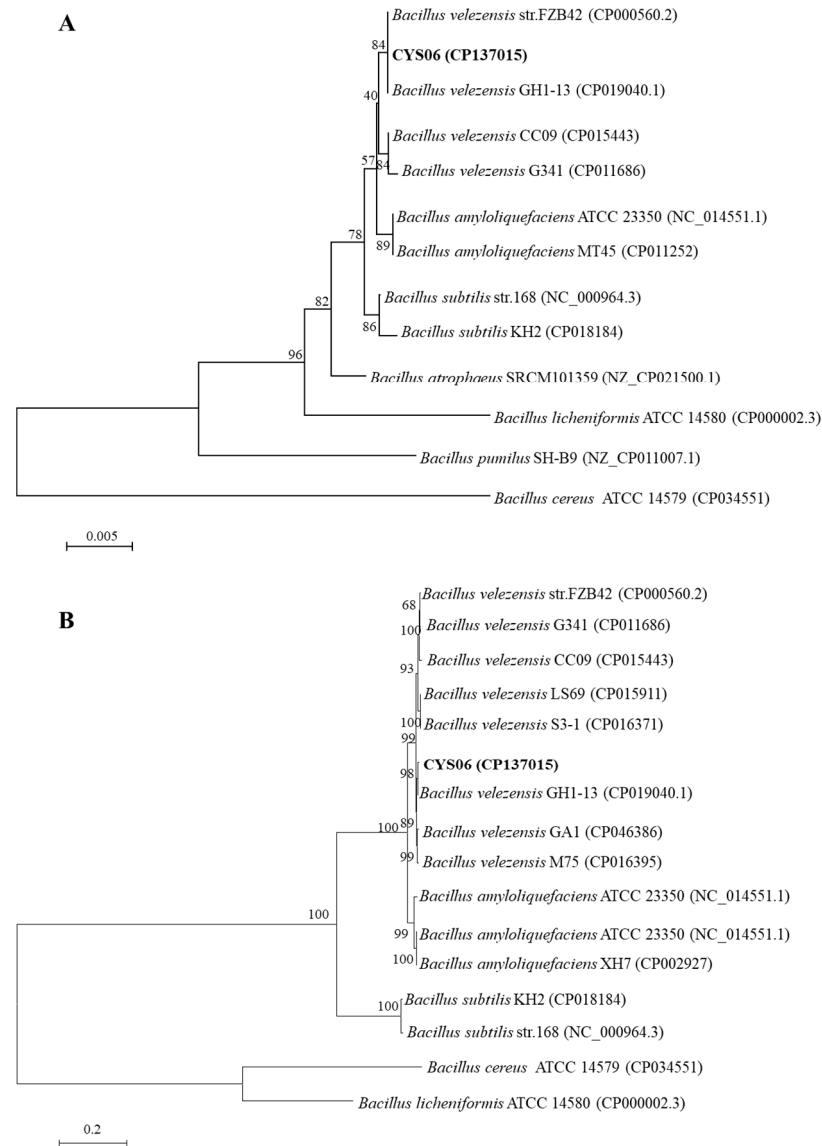 A
Bacillus velezensis str.FZB42 (CP000560.2)
84
CYS06 (CP137015)
40
Bacillus velezensis GH1-13 (CP019040.1)
Bacillus velezensis CC09 (CP015443)
57
84
Bacillus velezensis G341 (CP011686)
Bacillus amyloliquefaciens ATCC 23350 (NC_014551.1)
78
89
Bacillus amyloliquefaciens MT45 (CP011252)
82
Bacillus subtilis str.168 (NC_000964.3)
86
Bacillus subtilis KH2 (CP018184)
96
Bacillus atrophaeus SRCM101359 (NZ_CP021500.1)
Bacillus licheniformis ATCC 14580 (CP000002.3)
Bacillus pumilus SH-B9 (NZ_CP011007.1)
Bacillus cereus ATCC 14579 (CP034551)
0.005
B
Bacillus velezensis str.FZB42 (CP000560.2)
68
Bacillus velezensis G341 (CP011686)
100
Bacillus velezensis CC09 (CP015443)
93
Bacillus velezensis LS69 (CP015911)
100
Bacillus velezensis S3-1 (CP016371)
99
CYS06 (CP137015)
98
Bacillus velezensis GH1-13 (CP019040.1)
100
89
Bacillus velezensis GA1 (CP046386)
99
Bacillus velezensis M75 (CP016395)
Bacillus amyloliquefaciens ATCC 23350 (NC_014551.1)
100
99
Bacillus amyloliquefaciens ATCC 23350 (NC_014551.1)
100
Bacillus amyloliquefaciens XH7 (CP002927)
100
Bacillus subtilis KH2 (CP018184)
Bacillus subtilis str.168 (NC_000964.3)
Bacillus cereus ATCC 14579 (CP034551)
Bacillus licheniformis ATCC 14580 (CP000002.3)
0.2